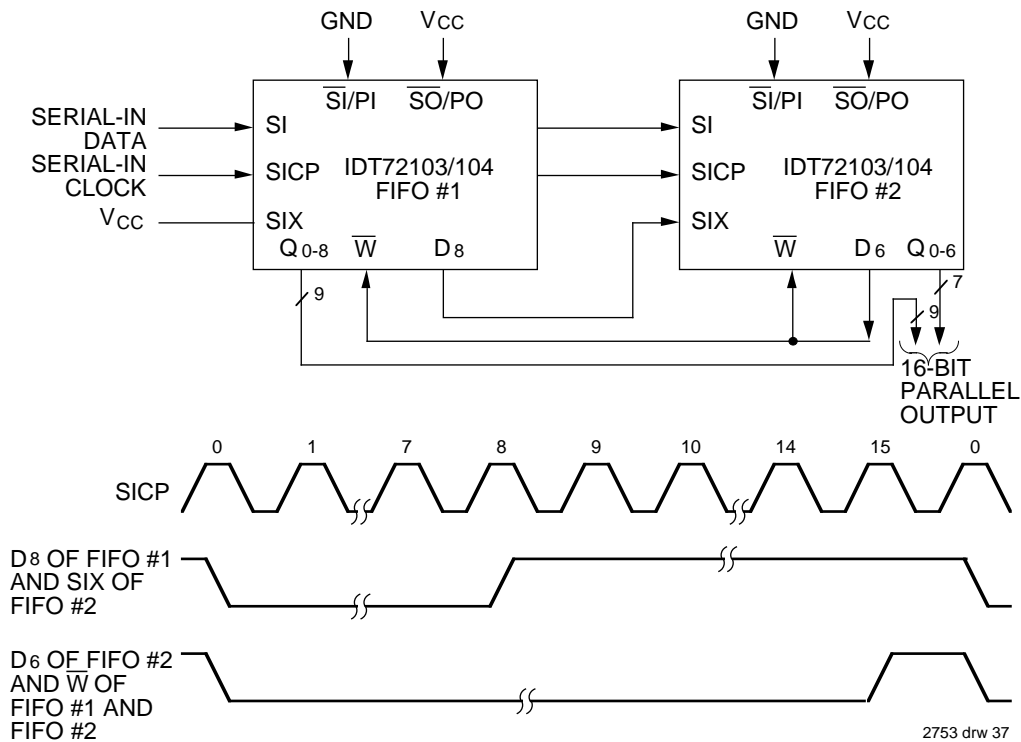 GND VCC GND VCC
SI/PI SO/PO SI/PI SO/PO
SERIAL-IN
DATA
SI SI
SERIAL-IN
CLOCK
SICP IDT72103/104 SICP IDT72103/104
FIFO #1 FIFO #2
VCC SIX SIX
Q0-8 W D8 W D6 Q0-6
9 9 7
16-BIT
PARALLEL
OUTPUT
0 1 7 8 9 10 14 15 0
SICP
D8 OF FIFO #1
AND SIX OF
FIFO #2
D6 OF FIFO #2
AND W OF
FIFO #1 AND
FIFO #2
2753 drw 37